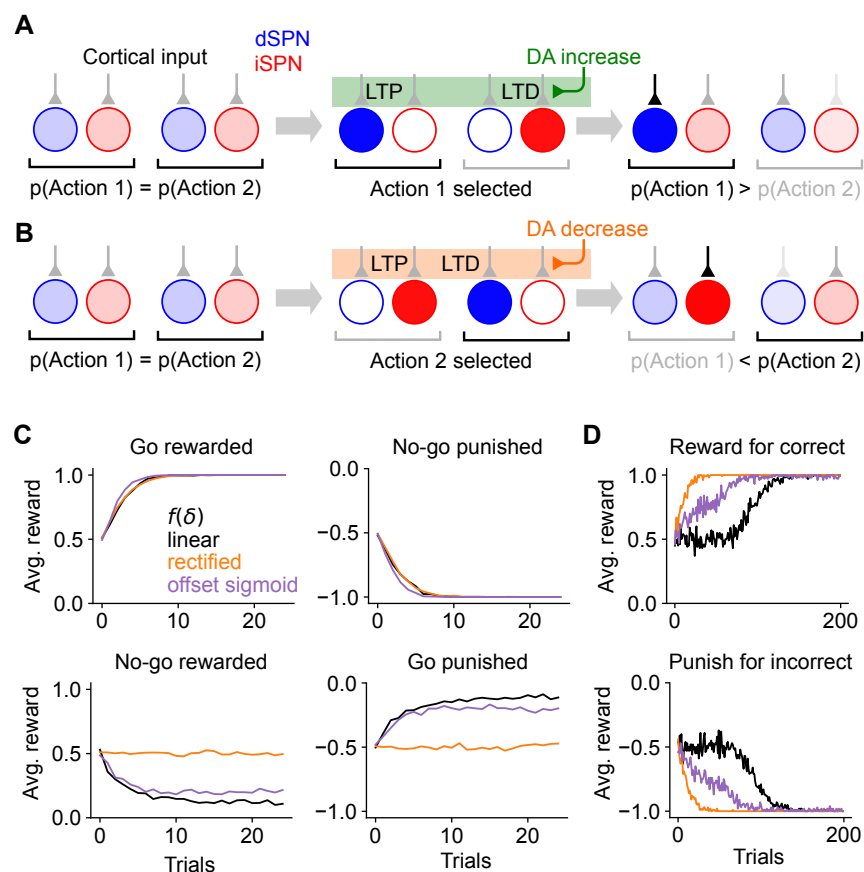 A
Cortical input
dSPN
iSPN
DA increase
LTP
LTD
p(Action 1) = p(Action 2)
Action 1 selected
p(Action 1) > p(Action 2)
B
DA decrease
LTP
LTD
p(Action 1) = p(Action 2)
Action 2 selected
p(Action 1) < p(Action 2)
C
Go rewarded
Avg. reward
1.0
0.5
0.0
f(δ)
linear
rectified
offset sigmoid
0
10
20
No-go punished
0.0
−0.5
−1.0
0
10
20
No-go rewarded
Avg. reward
1.0
0.5
0.0
0
10
20
Trials
Go punished
0.0
−0.5
−1.0
0
10
20
Trials
D
Reward for correct
Avg. reward
1.0
0.5
0.0
0
200
Punish for incorrect
Avg. reward
0.0
−0.5
−1.0
0
200
Trials